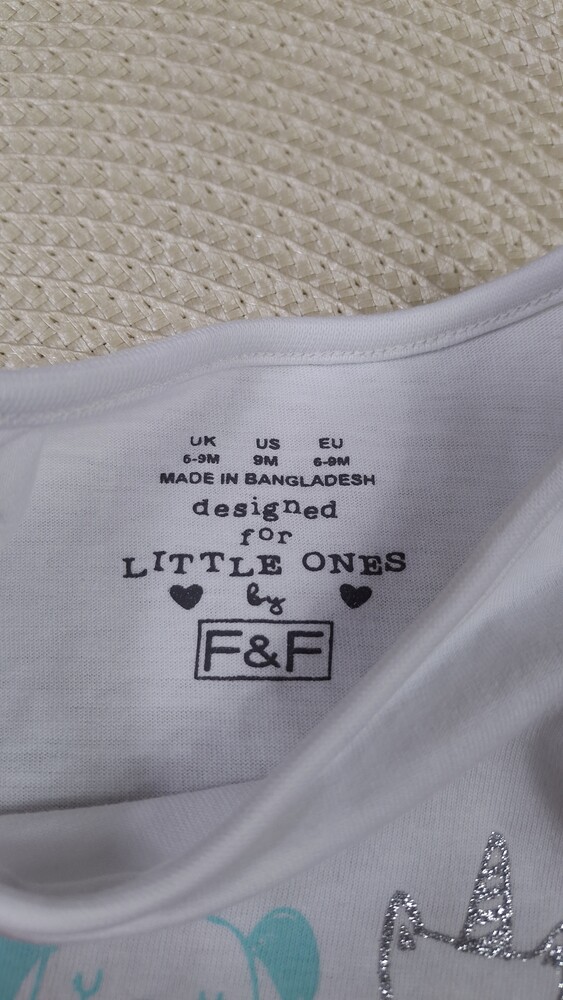 UK US EU
6-9M 9M 6-9M
MADE IN BANGLADESH
designed
for
LITTLE ONES
by
F&F